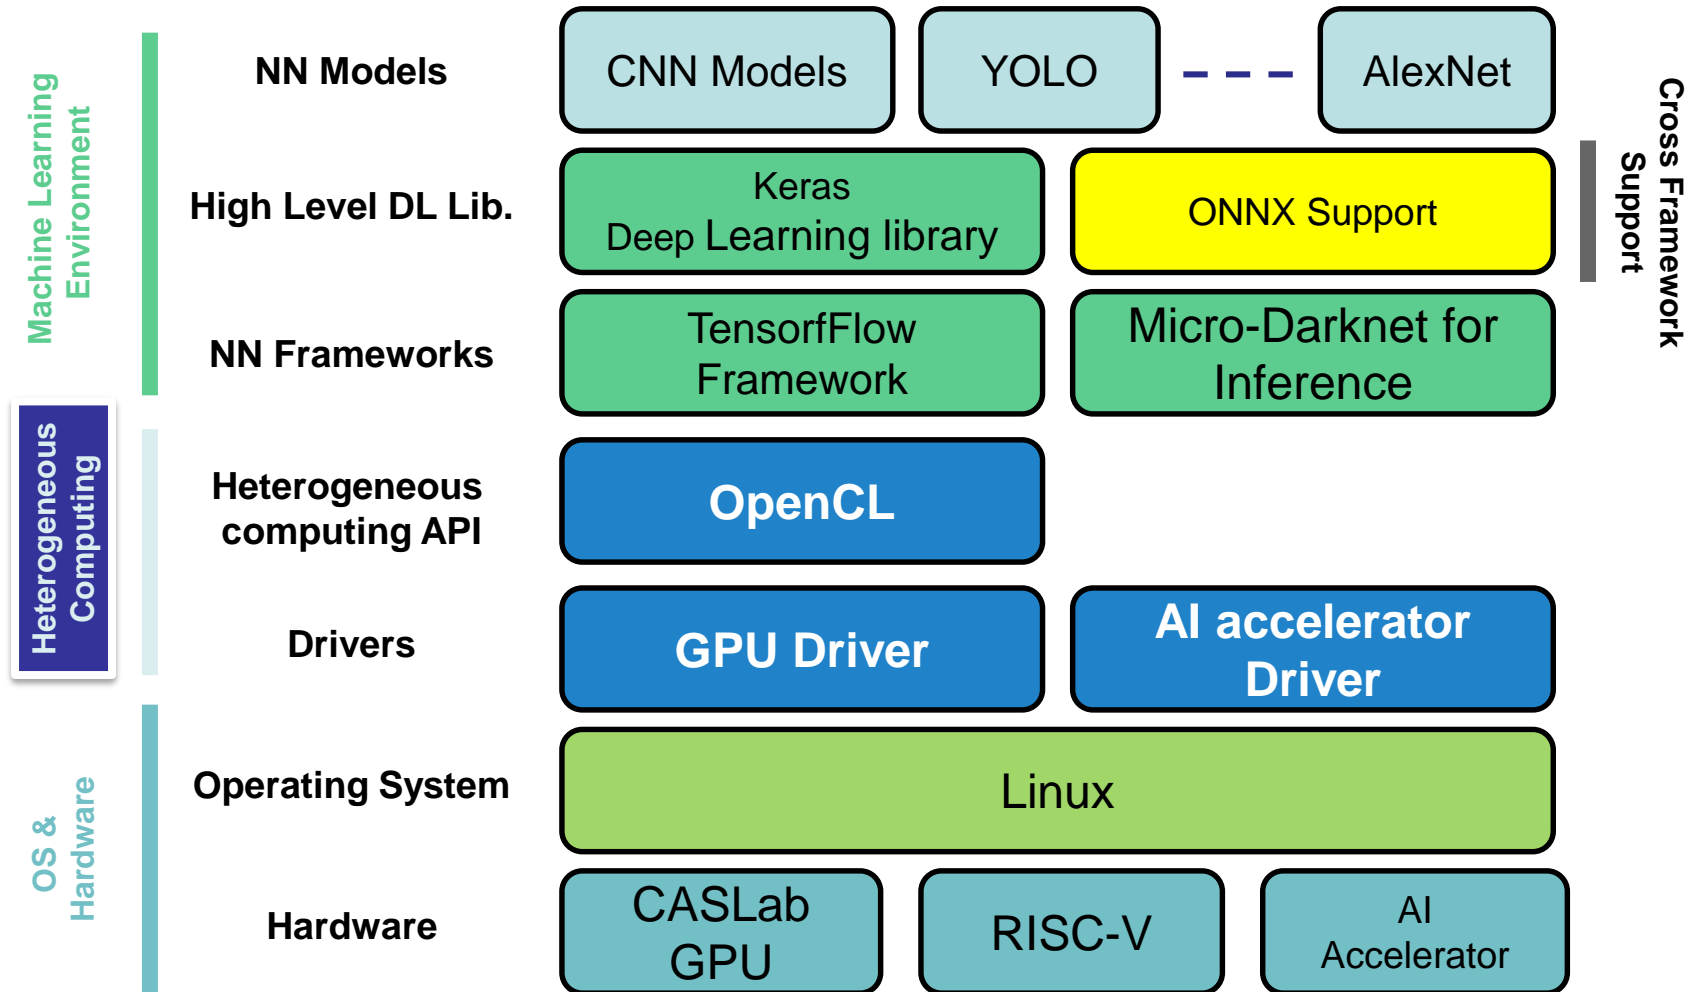 Machine Learning
Environment
NN Models
CNN Models
YOLO
AlexNet
Cross Framework
Support
High Level DL Lib.
Keras
Deep Learning library
ONNX Support
NN Frameworks
TensorfFlow
Framework
Micro-Darknet for
Inference
Heterogeneous
Computing
Heterogeneous
computing API
OpenCL
Drivers
GPU Driver
AI accelerator
Driver
OS &
Hardware
Operating System
Linux
Hardware
CASLab
GPU
RISC-V
AI
Accelerator